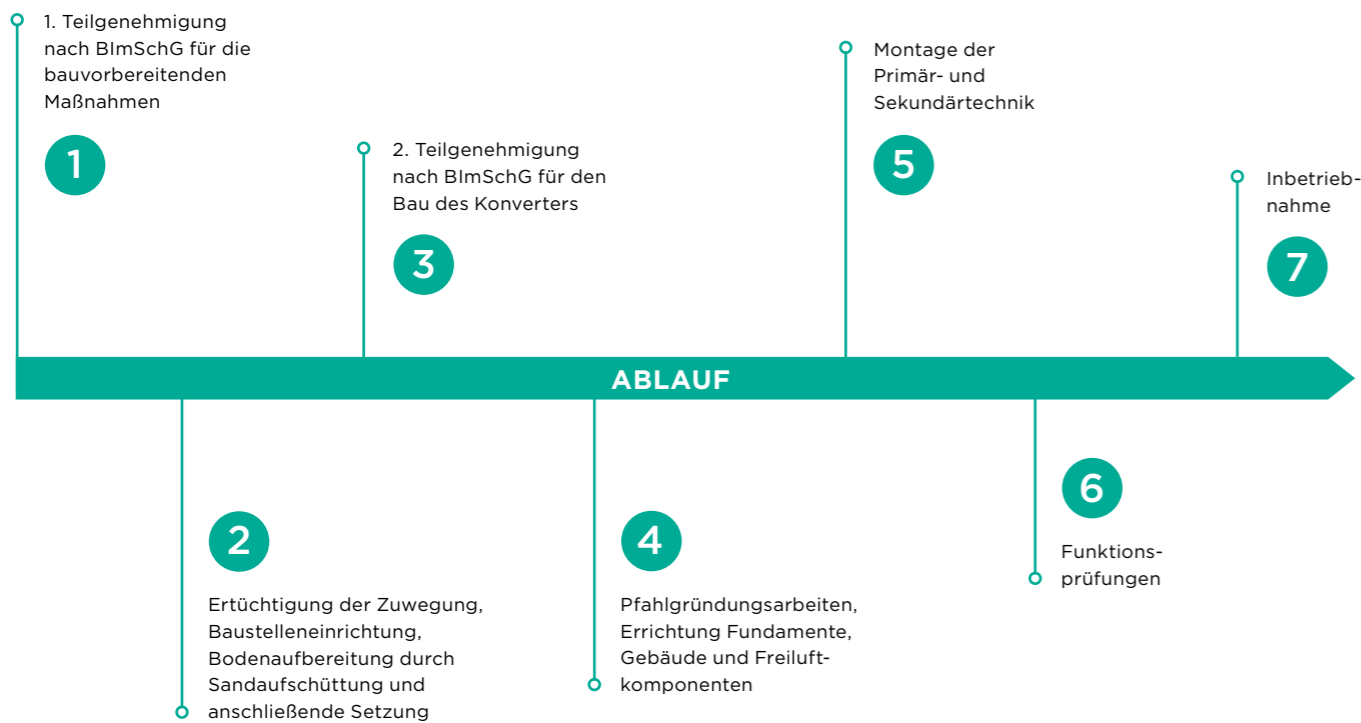 1. Teilgenehmigung
nach BImSchG für die
bauvorbereitenden
Maßnahmen
1
2. Teilgenehmigung
nach BImSchG für den
Bau des Konverters
3
Montage der
Primär- und
Sekundärtechnik
5
Inbetrieb-
nahme
7
ABLAUF
2
Ertüchtigung der Zuwegung,
Baustelleneinrichtung,
Bodenaufbereitung durch
Sandaufschüttung und
anschließende Setzung
4
Pfahlgründungsarbeiten,
Errichtung Fundamente,
Gebäude und Freiluft-
komponenten
6
Funktions-
prüfungen